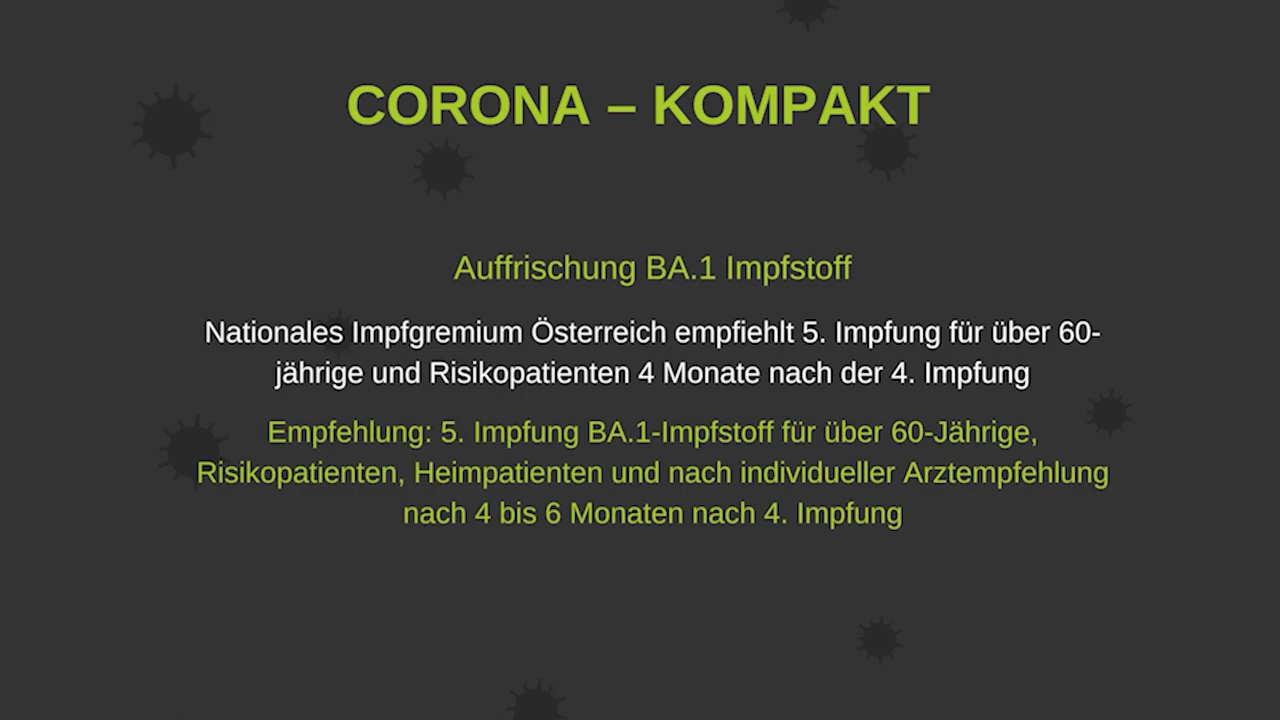 CORONA – KOMPAKT
Auffrischung BA.1 Impfstoff
Nationales Impfgremium Österreich empfiehlt 5. Impfung für über 60-
jährige und Risikopatienten 4 Monate nach der 4. Impfung
Empfehlung: 5. Impfung BA.1-Impfstoff für über 60-Jährige,
Risikopatienten, Heimpatienten und nach individueller Arztempfehlung
nach 4 bis 6 Monaten nach 4. Impfung